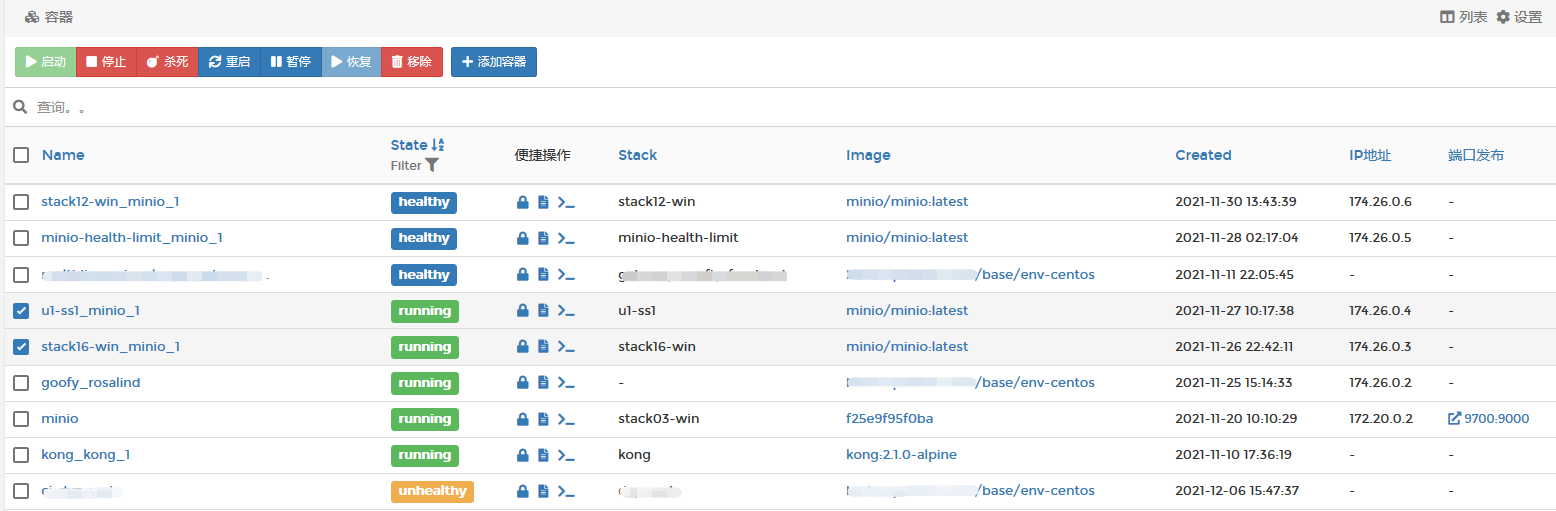 容器 列表 设置
启动 停止 杀死 重启 暂停 恢复 移除 添加容器
查询。。
Name State Filter 便捷操作 Stack Image Created IP地址 端口发布
stack12-win_minio_1 healthy stack12-win minio/minio:latest 2021-11-30 13:43:39 174.26.0.6 -
minio-health-limit_minio_1 healthy minio-health-limit minio/minio:latest 2021-11-28 02:17:04 174.26.0.5 -
healthy /base/env-centos 2021-11-11 22:05:45 - -
u1-ss1_minio_1 running u1-ss1 minio/minio:latest 2021-11-27 10:17:38 174.26.0.4 -
stack16-win_minio_1 running stack16-win minio/minio:latest 2021-11-26 22:42:11 174.26.0.3 -
goofy_rosalind running - /base/env-centos 2021-11-25 15:14:33 174.26.0.2 -
minio running stack03-win f25e9f95f0ba 2021-11-20 10:10:29 172.20.0.2 9700:9000
kong_kong_1 running kong kong:2.1.0-alpine 2021-11-10 17:36:19 - -
unhealthy /base/env-centos 2021-12-06 15:47:37 - -